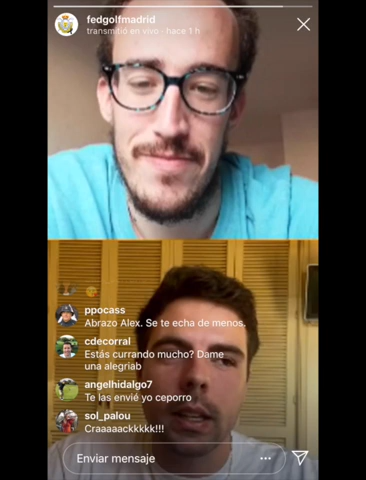 fedgolfmadrid
transmitió en vivo · hace 1 h
ppocass
Abrazo Alex. Se te echa de menos.
cdecorral
Estás currando mucho? Dame
una alegriab
angelhidalgo7
Te las envié yo ceporro
sol_palou
Craaaaackkkkk!!!
Enviar mensaje